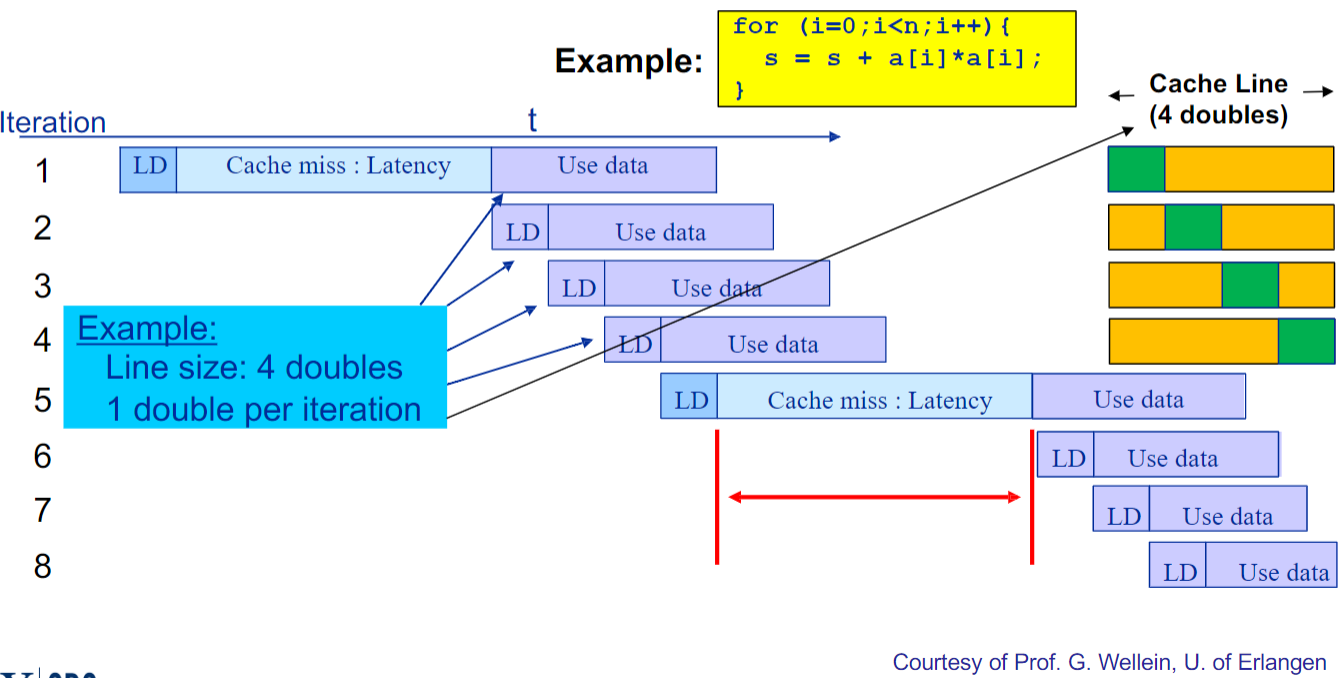 Example:
for (i=0;i<n;i++){
s = s + a[i]*a[i];
}
Cache Line
(4 doubles)
Iteration
t
1
LD
Cache miss : Latency
Use data
2
LD
Use data
3
LD
Use data
4
LD
Use data
Example:
Line size: 4 doubles
1 double per iteration
5
LD
Cache miss : Latency
Use data
6
LD
Use data
7
LD
Use data
8
LD
Use data
Courtesy of Prof. G. Wellein, U. of Erlangen